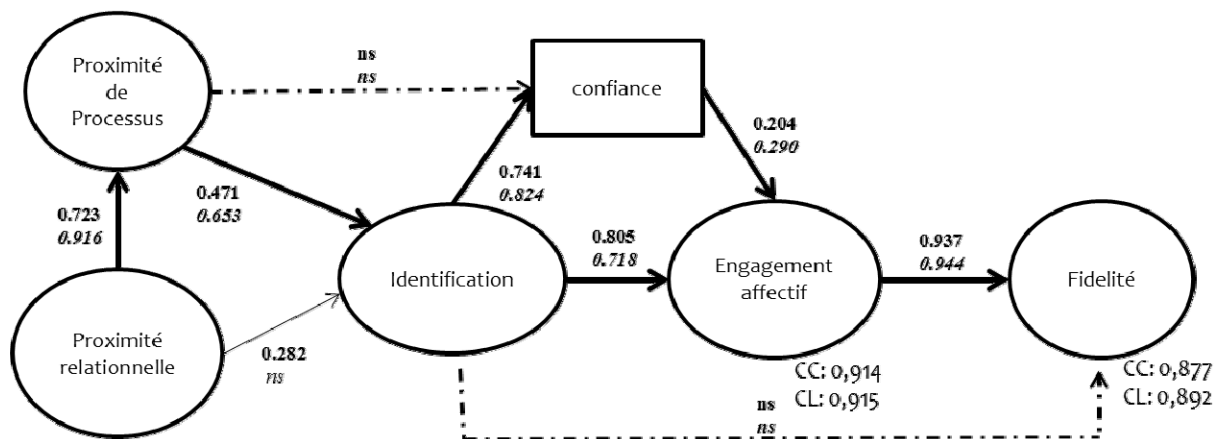 Proximité
de
Processus
ns
ns
confiance
0.204
0.290
0.741
0.824
0.471
0.653
0.723
0.916
0.805
0.718
0.937
0.944
Identification
Engagement
affectif
Fidelité
Proximité
relationnelle
0.282
ns
CC: 0,914
CL: 0,915
CC: 0,877
CL: 0,892
ns
ns